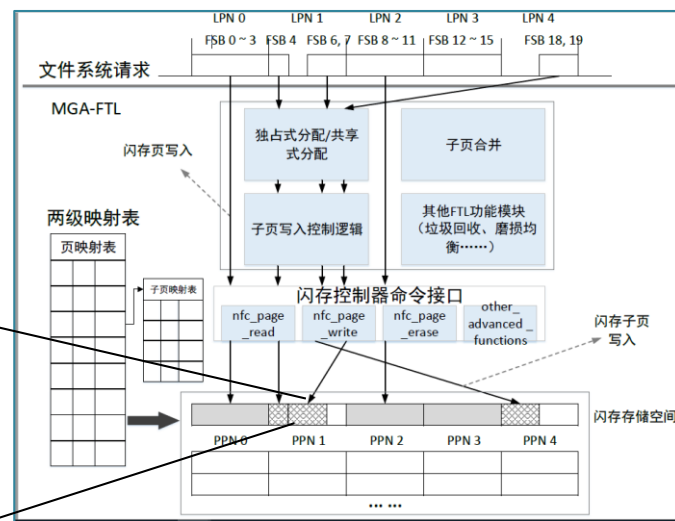 LPN 0 LPN 1 LPN 2 LPN 4
FSB 0 ~ 3 FSB 4 FSB 6, 7 FSB 8 ~ 11 FSB 12 ~ 15 FSB 18, 19
文件系统请求
MGA-FTL
独占式分配/共享
式分配
子页合并
闪存页写入
两级映射表
页映射表
子页映射表
子页写入控制逻辑
其他FTL功能模块
（垃圾回收、磨损均
衡……）
闪存控制器命令接口
nfc_page
_read
nfc_page
_write
nfc_page
_erase
other_
advanced_
functions
闪存子页
写入
闪存存储空间
PPN 0 PPN 1 PPN 2 PPN 3 PPN 4
… …